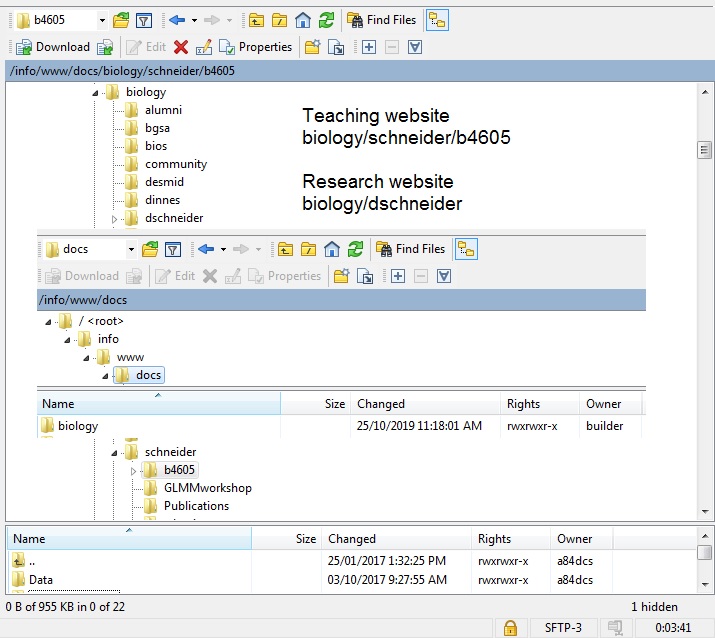 b4605 Find Files
Download Edit Properties
/info/www/docs/biology/schneider/b4605
biology
alumni
bgsa
bios
community
desmid
dinnes
dschneider
Teaching website
biology/schneider/b4605
Research website
biology/dschneider
docs Find Files
Download Edit Properties
/info/www/docs
/ <root>
info
www
docs
Name Size Changed Rights Owner
biology 25/10/2019 11:18:01 AM rwxrwxr-x builder
schneider
b4605
GLMMworkshop
Publications
Name Size Changed Rights Owner
.. 25/01/2017 1:32:25 PM rwxrwxr-x a84dcs
Data 03/10/2017 9:27:55 AM rwxrwxr-x a84dcs
0 B of 955 KB in 0 of 22 1 hidden
SFTP-3 0:03:41